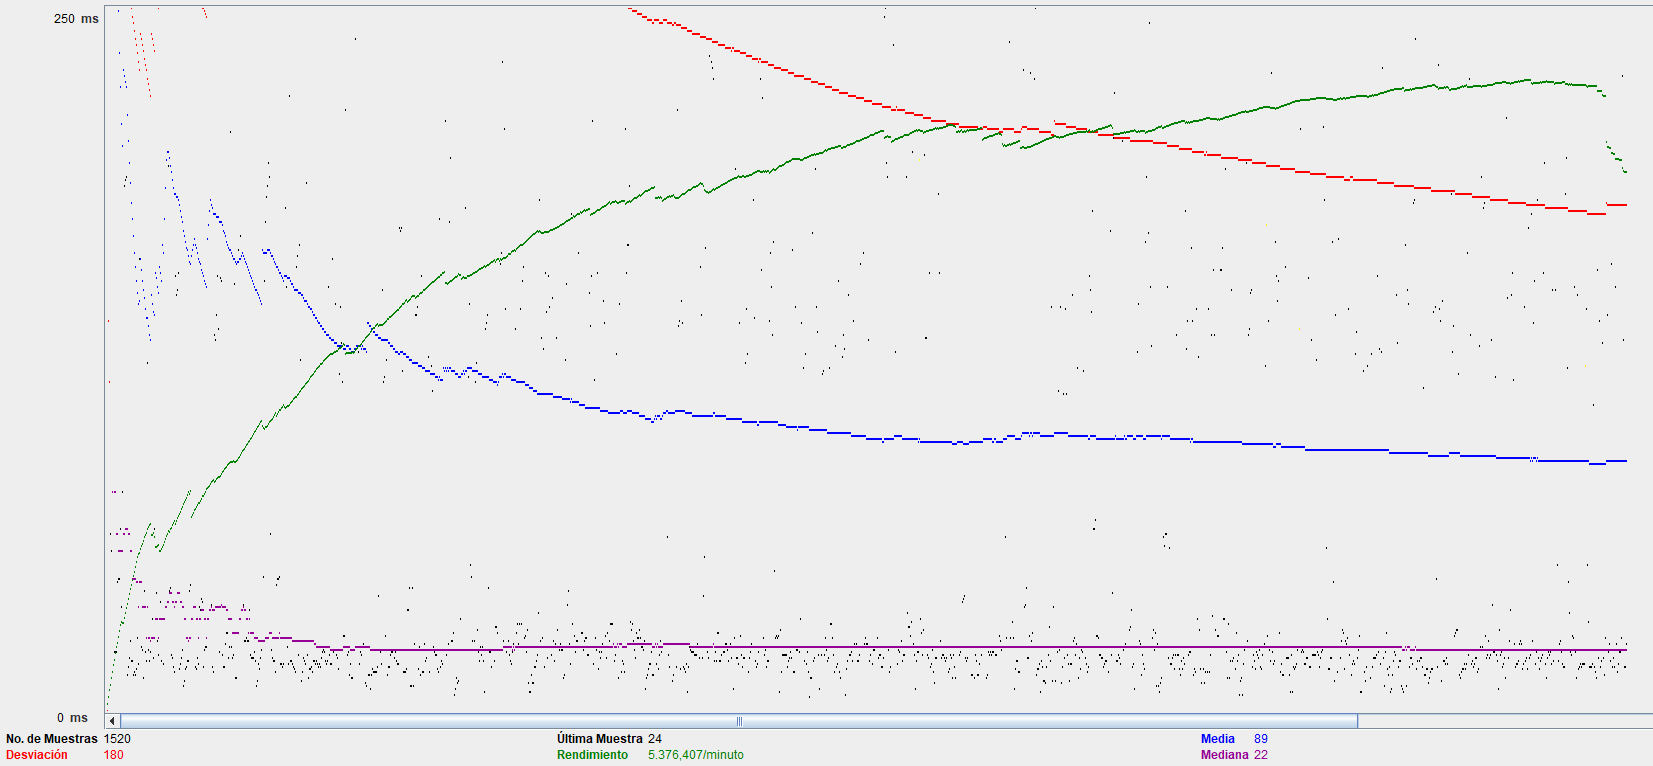 250 ms
0 ms
No. de Muestras 1520 Última Muestra 24 Media 89
Desviación 180 Rendimiento 5.376,407/minuto Mediana 22